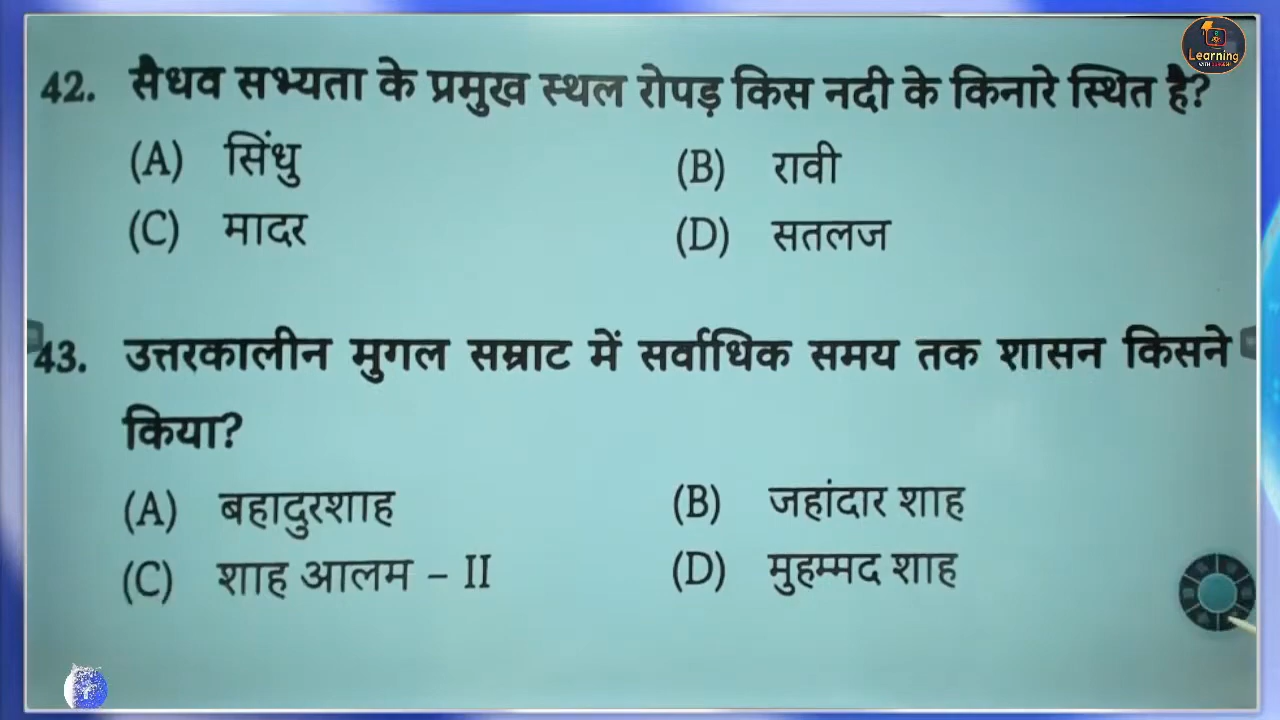 Learning
42. सैधव सभ्यता के प्रमुख स्थल रोपड़ किस नदी के किनारे स्थित है?
(A) सिंधु (B) रावी
(C) मादर (D) सतलज
43. उत्तरकालीन मुगल सम्राट में सर्वाधिक समय तक शासन किसने
किया?
(A) बहादुरशाह (B) जहांदार शाह
(C) शाह आलम – II (D) मुहम्मद शाह